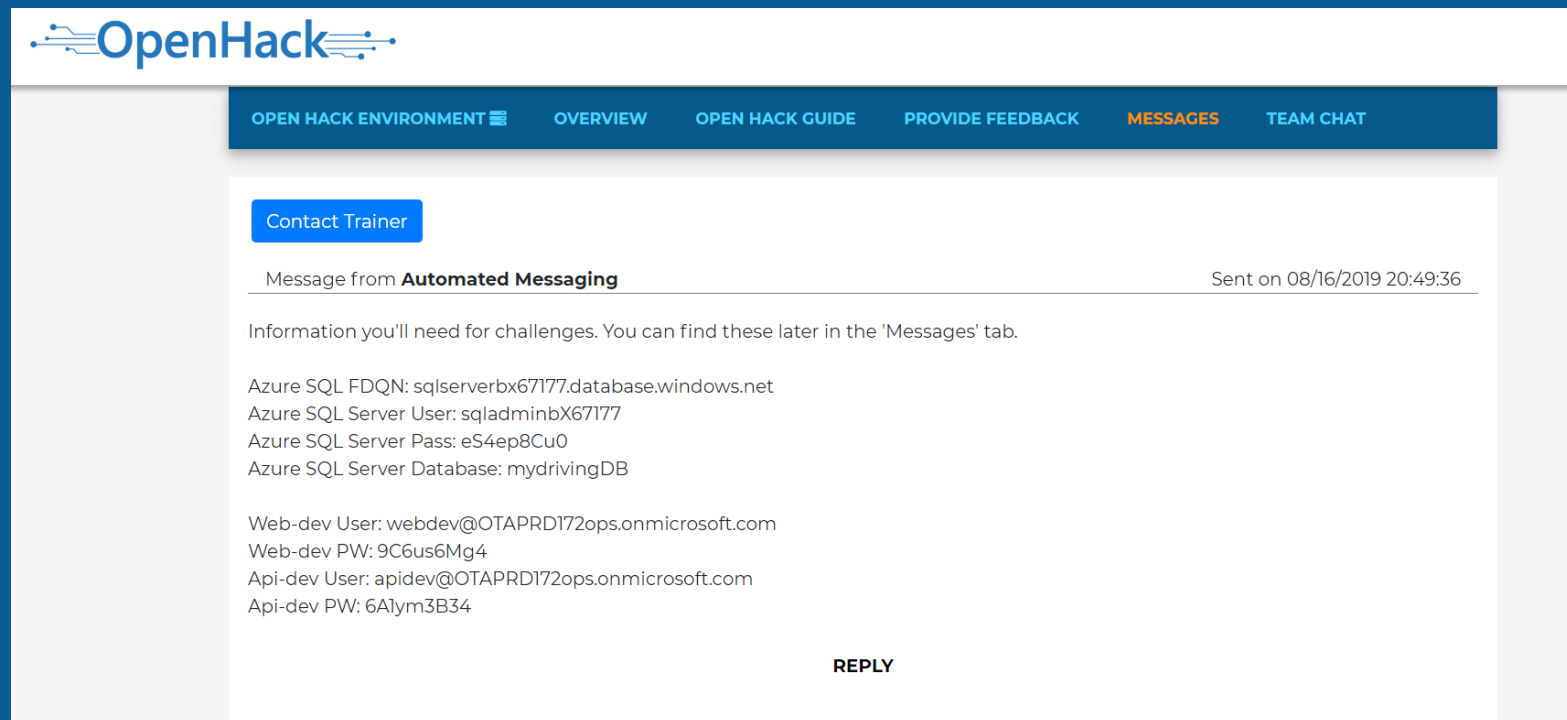 OpenHack
OPEN HACK ENVIRONMENT OVERVIEW OPEN HACK GUIDE PROVIDE FEEDBACK MESSAGES TEAM CHAT
Contact Trainer
Message from Automated Messaging Sent on 08/16/2019 20:49:36
Information you'll need for challenges. You can find these later in the 'Messages' tab.
Azure SQL FDQN: sqlserverbx67177.database.windows.net
Azure SQL Server User: sqladminbX67177
Azure SQL Server Pass: eS4ep8Cu0
Azure SQL Server Database: mydrivingDB
Web-dev User: webdev@OTAPRD172ops.onmicrosoft.com
Web-dev PW: 9C6us6Mg4
Api-dev User: apidev@OTAPRD172ops.onmicrosoft.com
Api-dev PW: 6A1ym3B34
REPLY